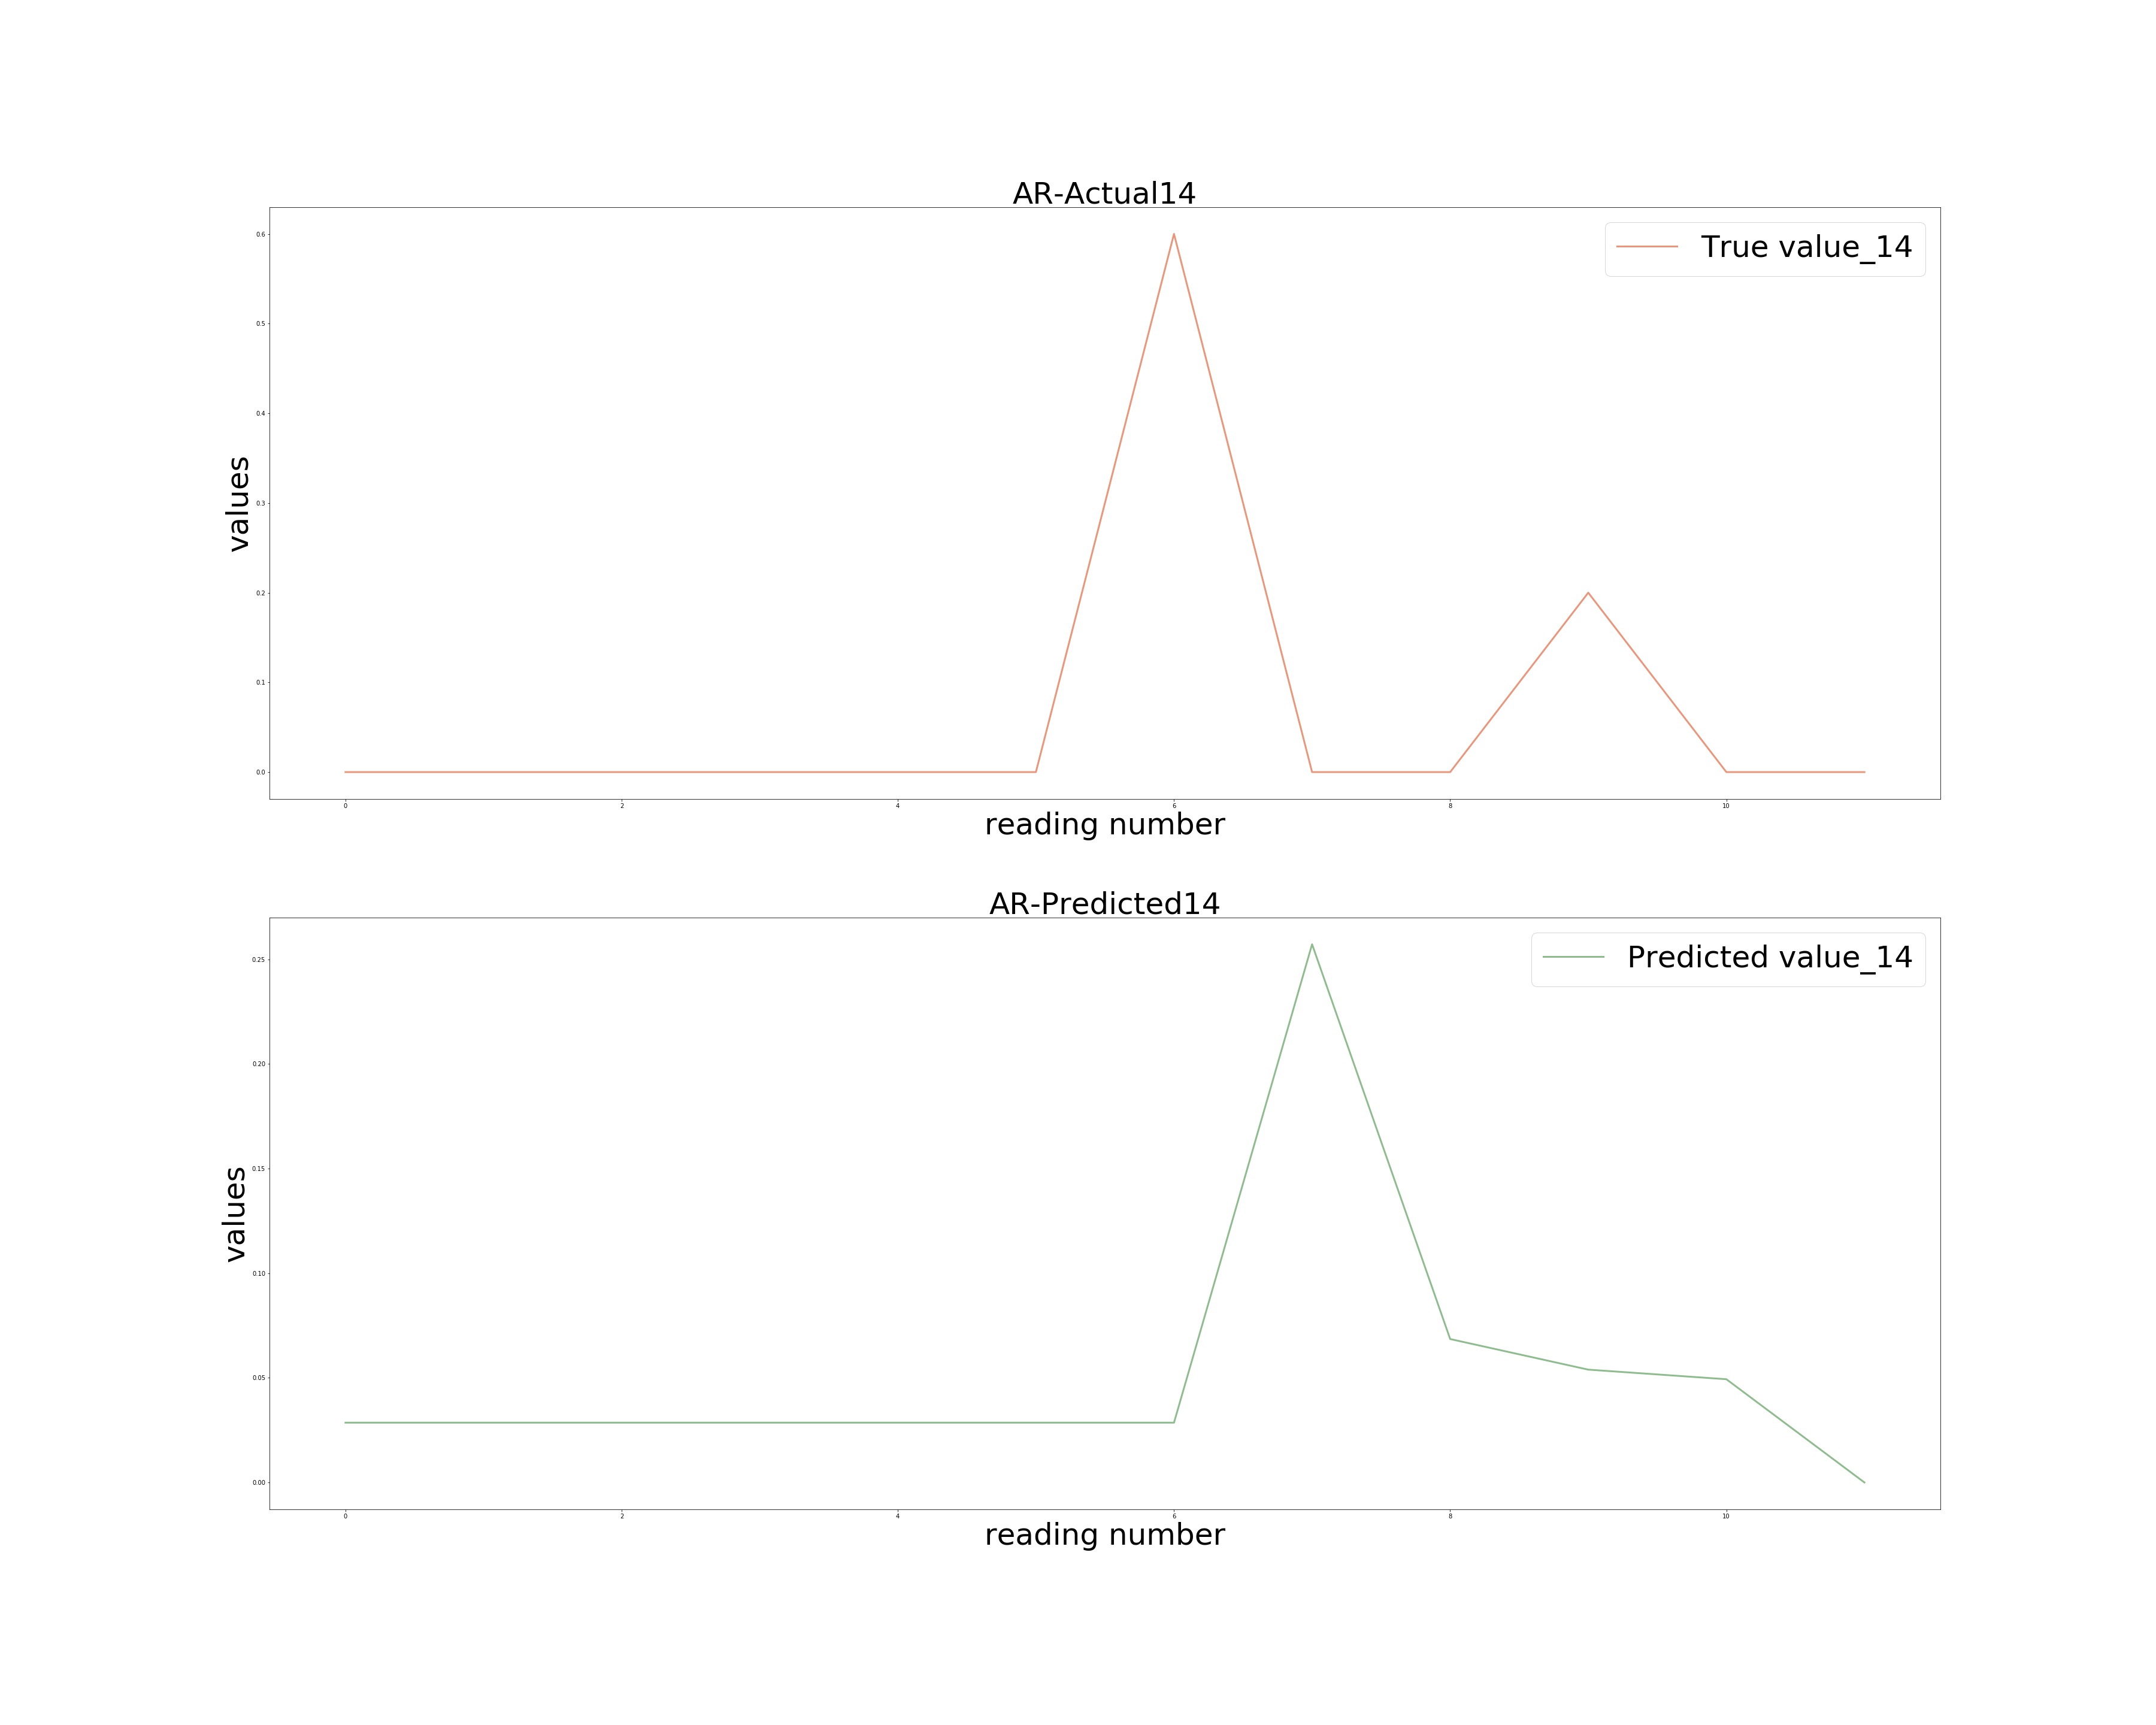 AR-Actual14
True value_14
0.6
0.5
0.4
0.3
0.2
0.1
0.0
values
0 2 4 6 8 10
reading number
AR-Predicted14
Predicted value_14
0.25
0.20
0.15
0.10
0.05
0.00
values
0 2 4 6 8 10
reading number